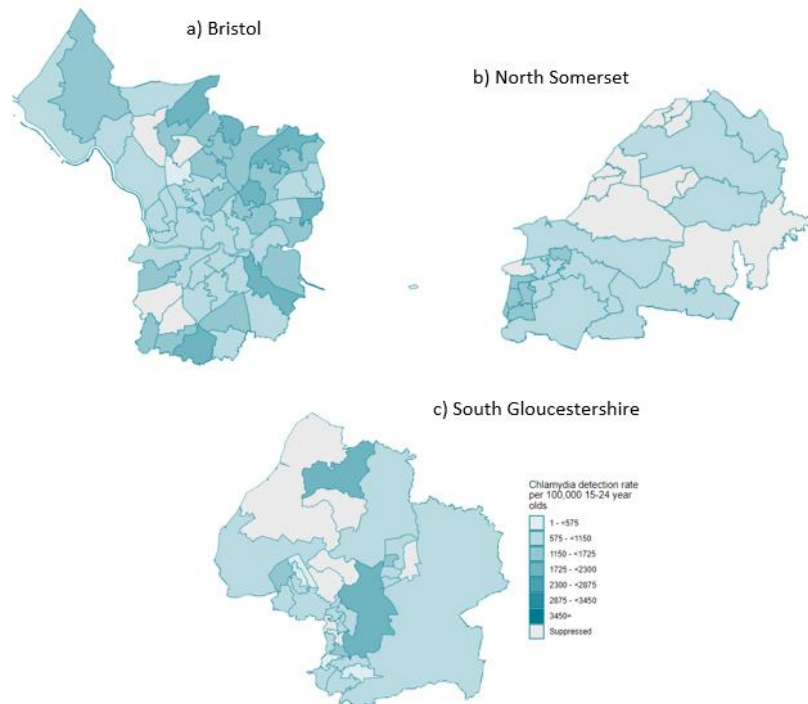 a) Bristol
b) North Somerset
c) South Gloucestershire
Chlamydia detection rate
per 100,000 15-24 year
olds
1 - <575
575 - <1150
1150 - <1725
1725 - <2300
2300 - <2875
2875 - <3450
3450+
Suppressed